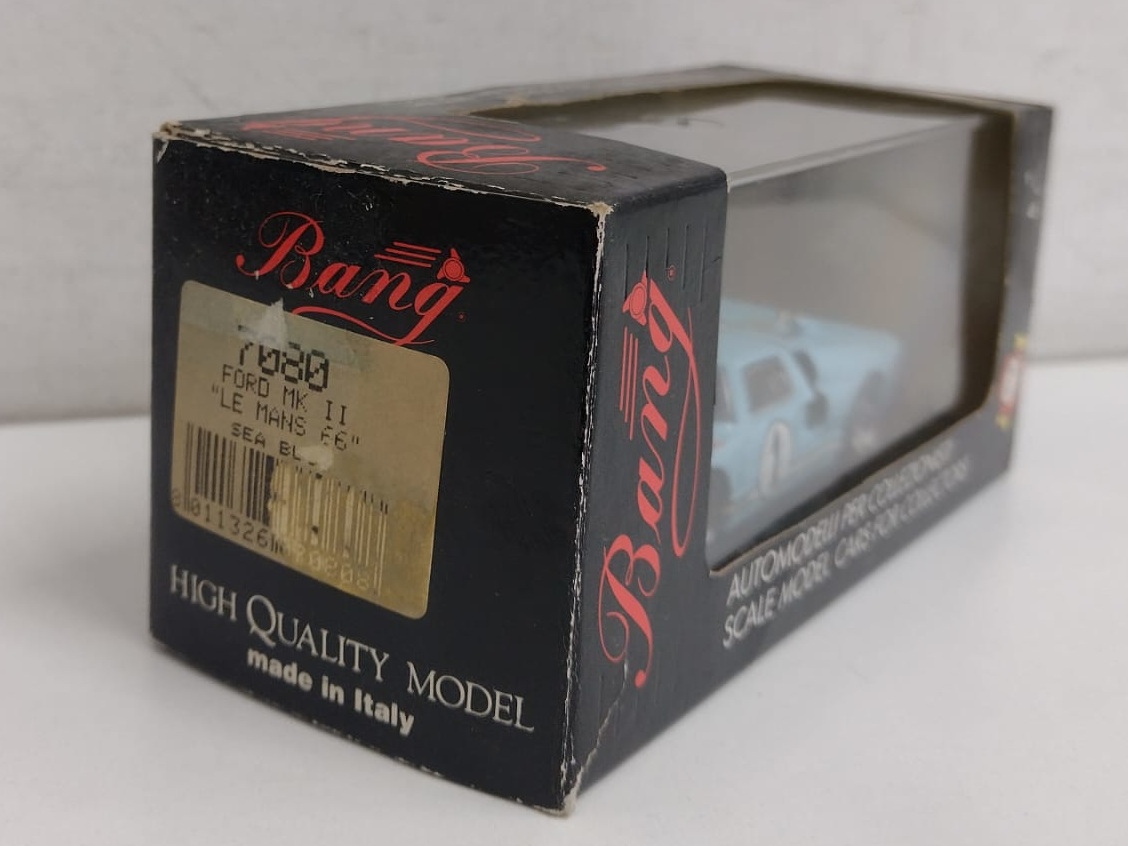 Bang
Bang
7080
FORD MK II
"LE MANS 66"
SEA
HIGH QUALITY MODEL
made in Italy
Bang
1
AUTOMODELLI PER COLLEZIONISTI
SCALE MODEL CARS FOR COLLECTORS